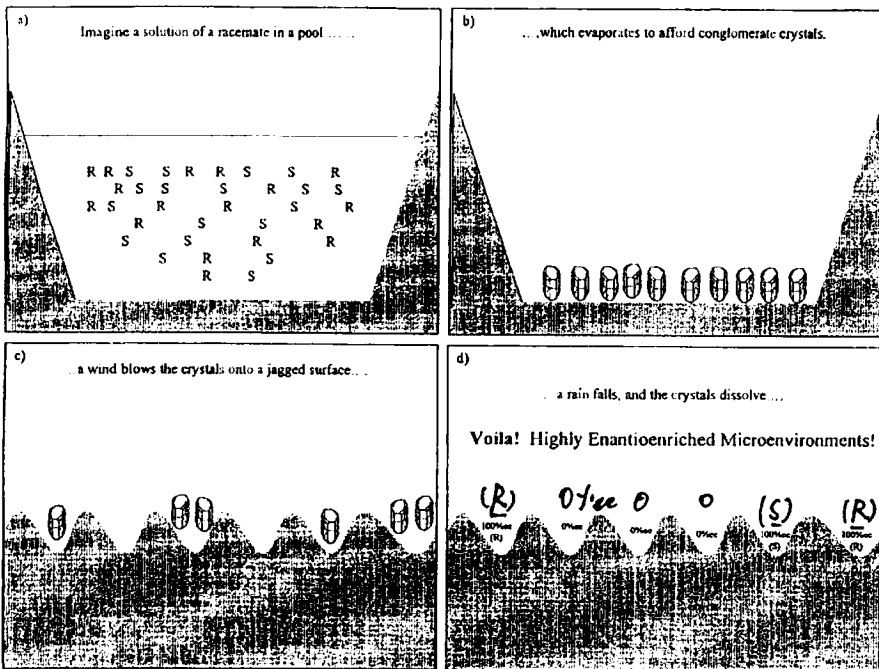 a)
Imagine a solution of a racemate in a pool .....
R R S S R R S S R
R S S S R S S
R S R R S R
R S S R
S S R R
S R S
R S
b)
....which evaporates to afford conglomerate crystals.
c)
...a wind blows the crystals onto a jagged surface....
d)
...a rain falls, and the crystals dissolve....
Voila! Highly Enantioenriched Microenvironments!
(R) 0%ee 0 0 (S) (R)
100%ee 0%ee 0%ee 0%ee 100%ee 100%ee
(R) (S) (R)